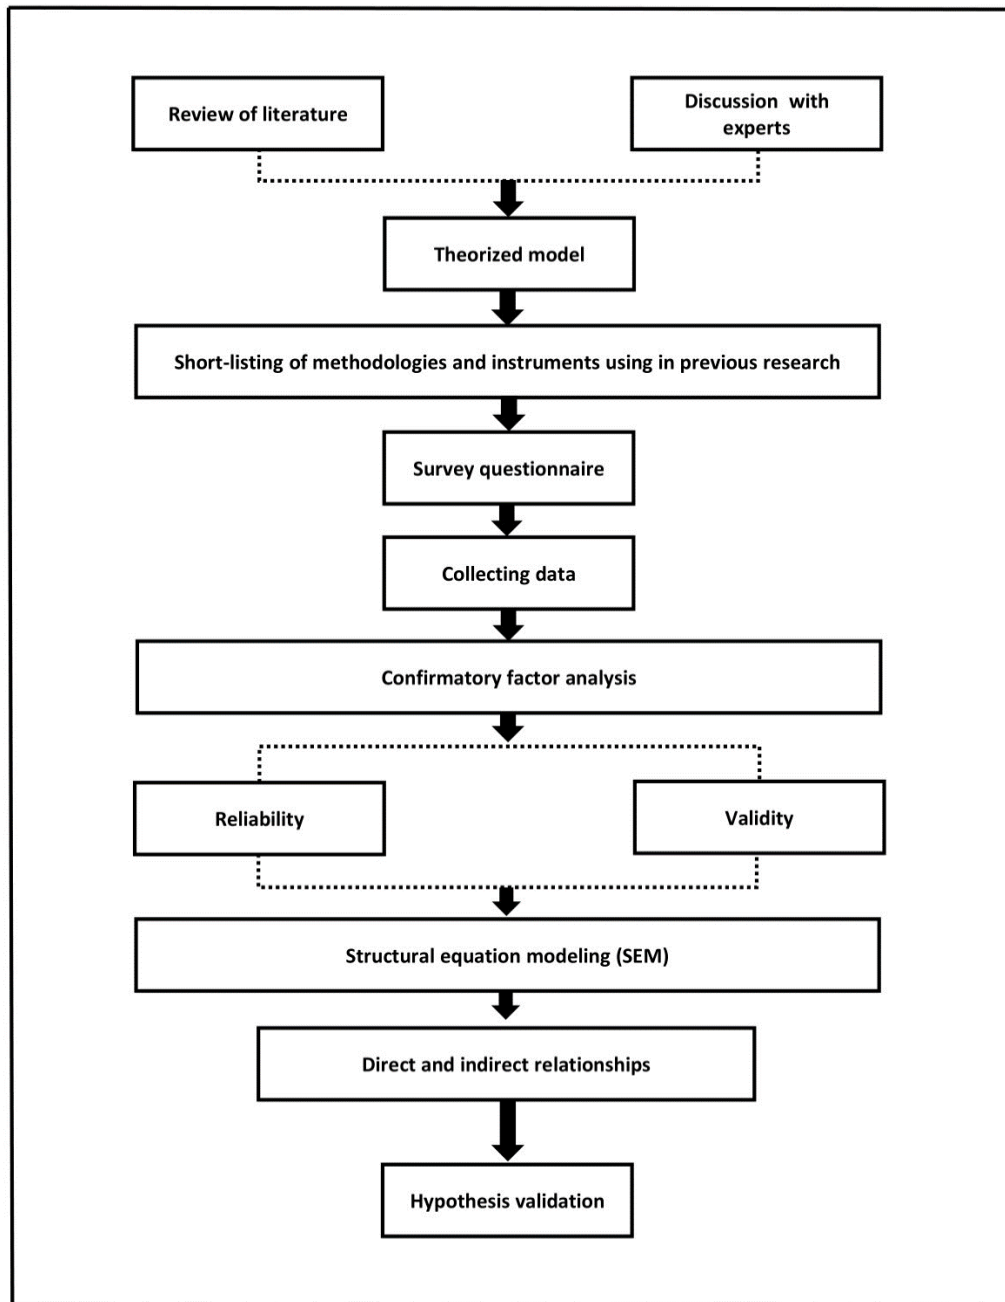 Review of literature
Discussion with
experts
Theorized model
Short-listing of methodologies and instruments using in previous research
Survey questionnaire
Collecting data
Confirmatory factor analysis
Reliability
Validity
Structural equation modeling (SEM)
Direct and indirect relationships
Hypothesis validation